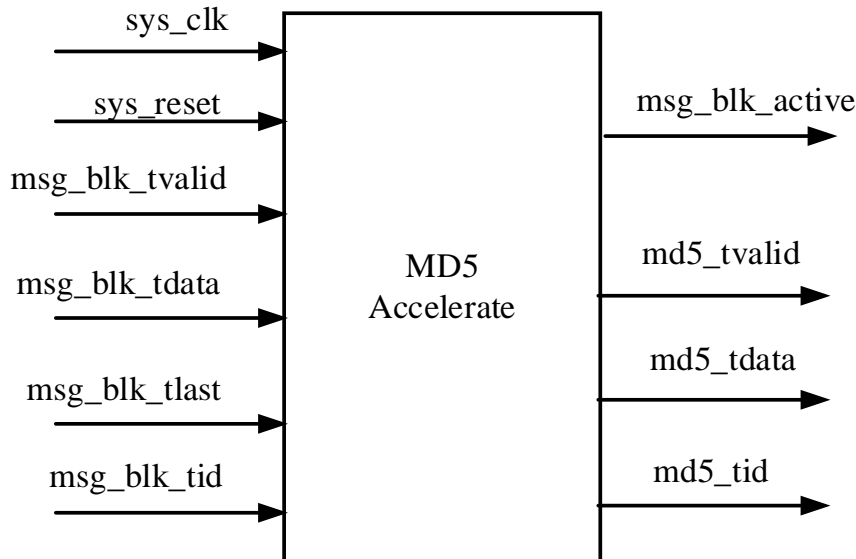 sys_clk
sys_reset
msg_blk_tvalid
msg_blk_tdata
msg_blk_tlast
msg_blk_tid
MD5
Accelerate
msg_blk_active
md5_tvalid
md5_tdata
md5_tid